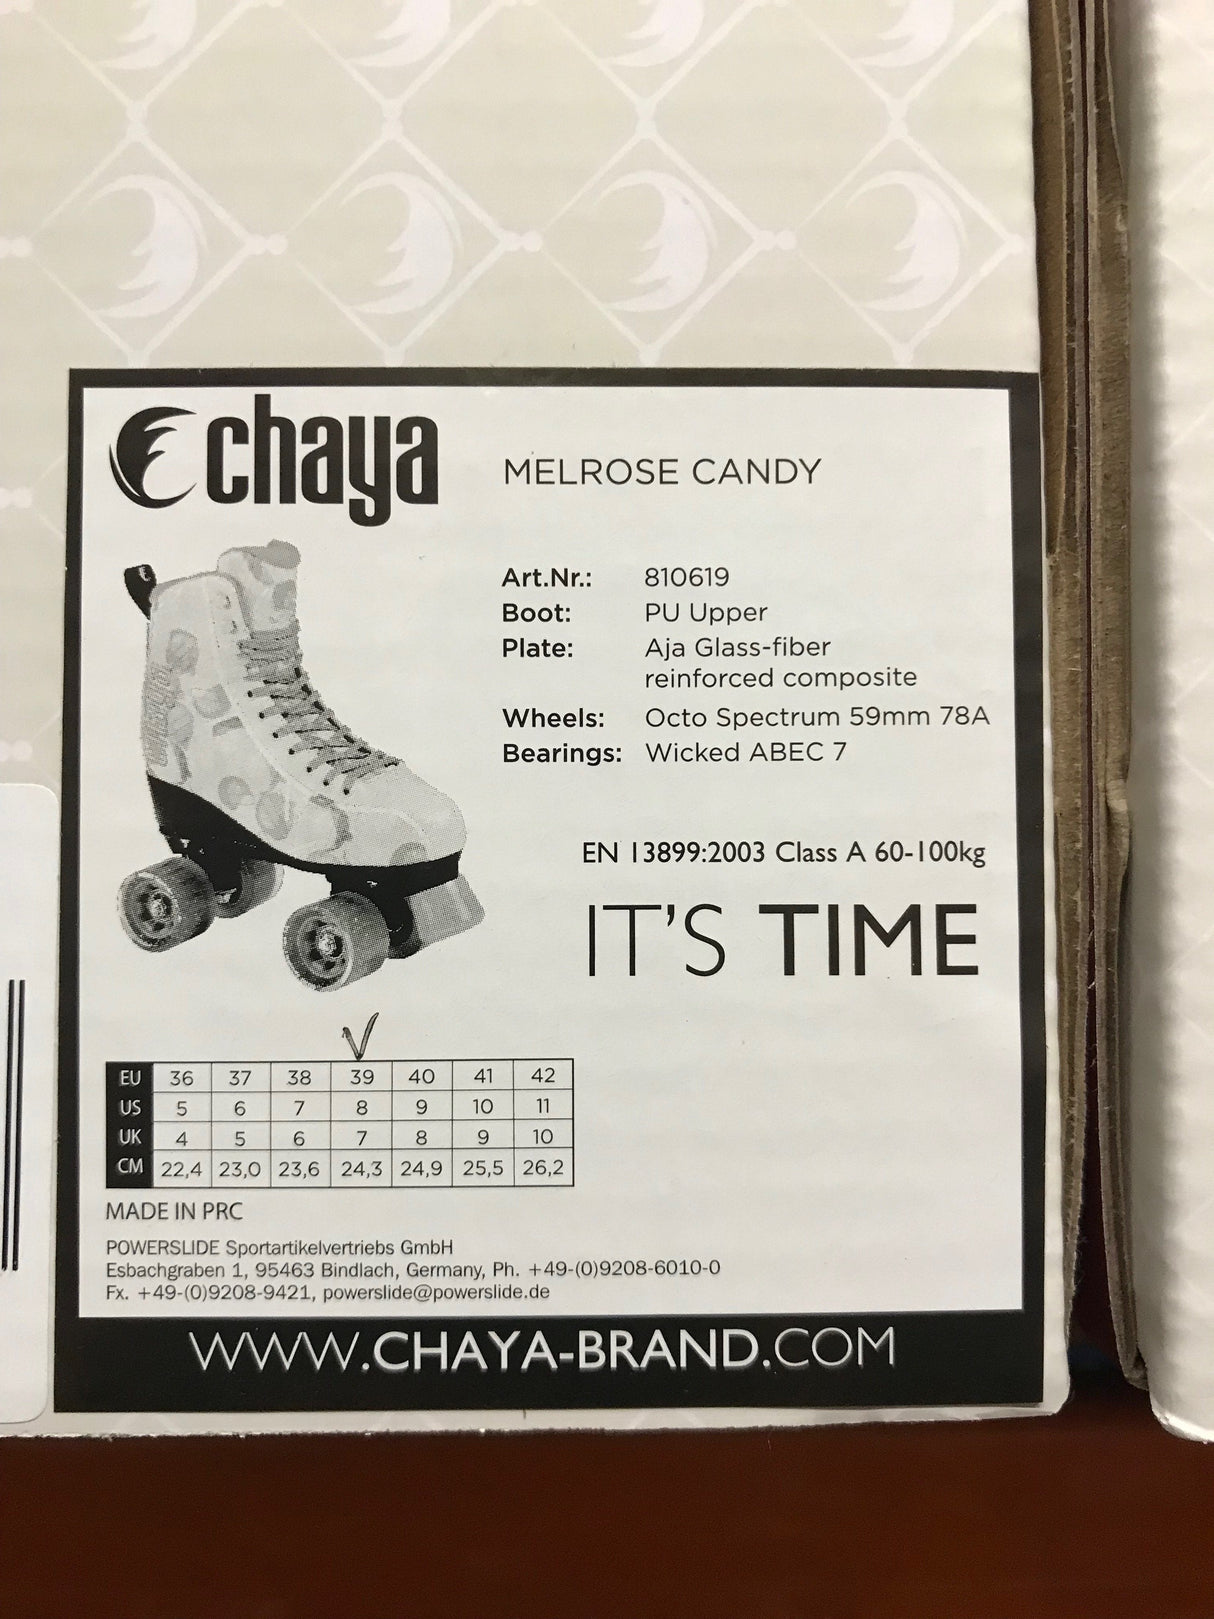 chaya
MELROSE CANDY
Art.Nr.: 810619
Boot: PU Upper
Plate: Aja Glass-fiber
reinforced composite
Wheels: Octo Spectrum 59mm 78A
Bearings: Wicked ABEC 7
EN 13899:2003 Class A 60-100kg
IT'S TIME
EU 36 37 38 39 40 41 42
US 5 6 7 8 9 10 11
UK 4 5 6 7 8 9 10
CM 22,4 23,0 23,6 24,3 24,9 25,5 26,2
MADE IN PRC
POWERSLIDE Sportartikelvertriebs GmbH
Esbachgraben 1, 95463 Bindlach, Germany, Ph. +49-(0)9208-6010-0
Fx. +49-(0)9208-9421, powerslide@powerslide.de
WWW.CHAYA-BRAND.COM